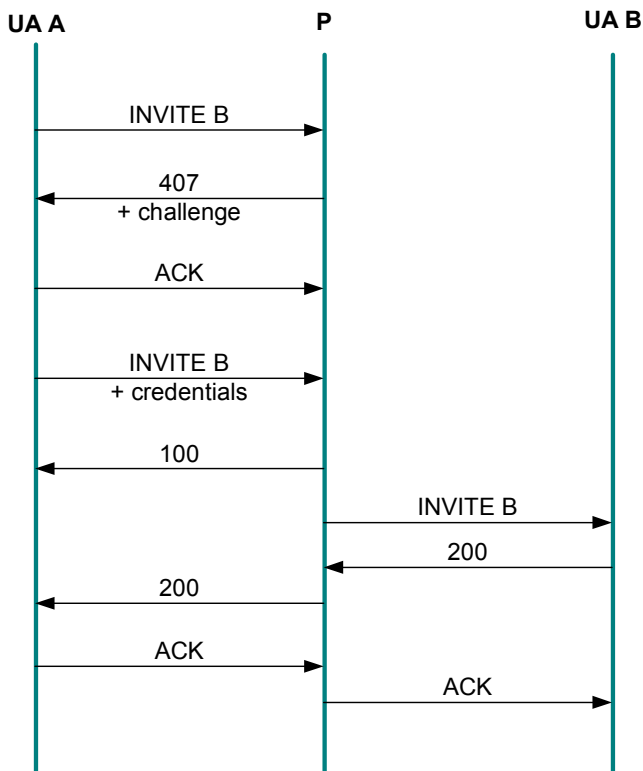 UA A
P
UA B
INVITE B
407
+ challenge
ACK
INVITE B
+ credentials
100
INVITE B
200
200
ACK
ACK